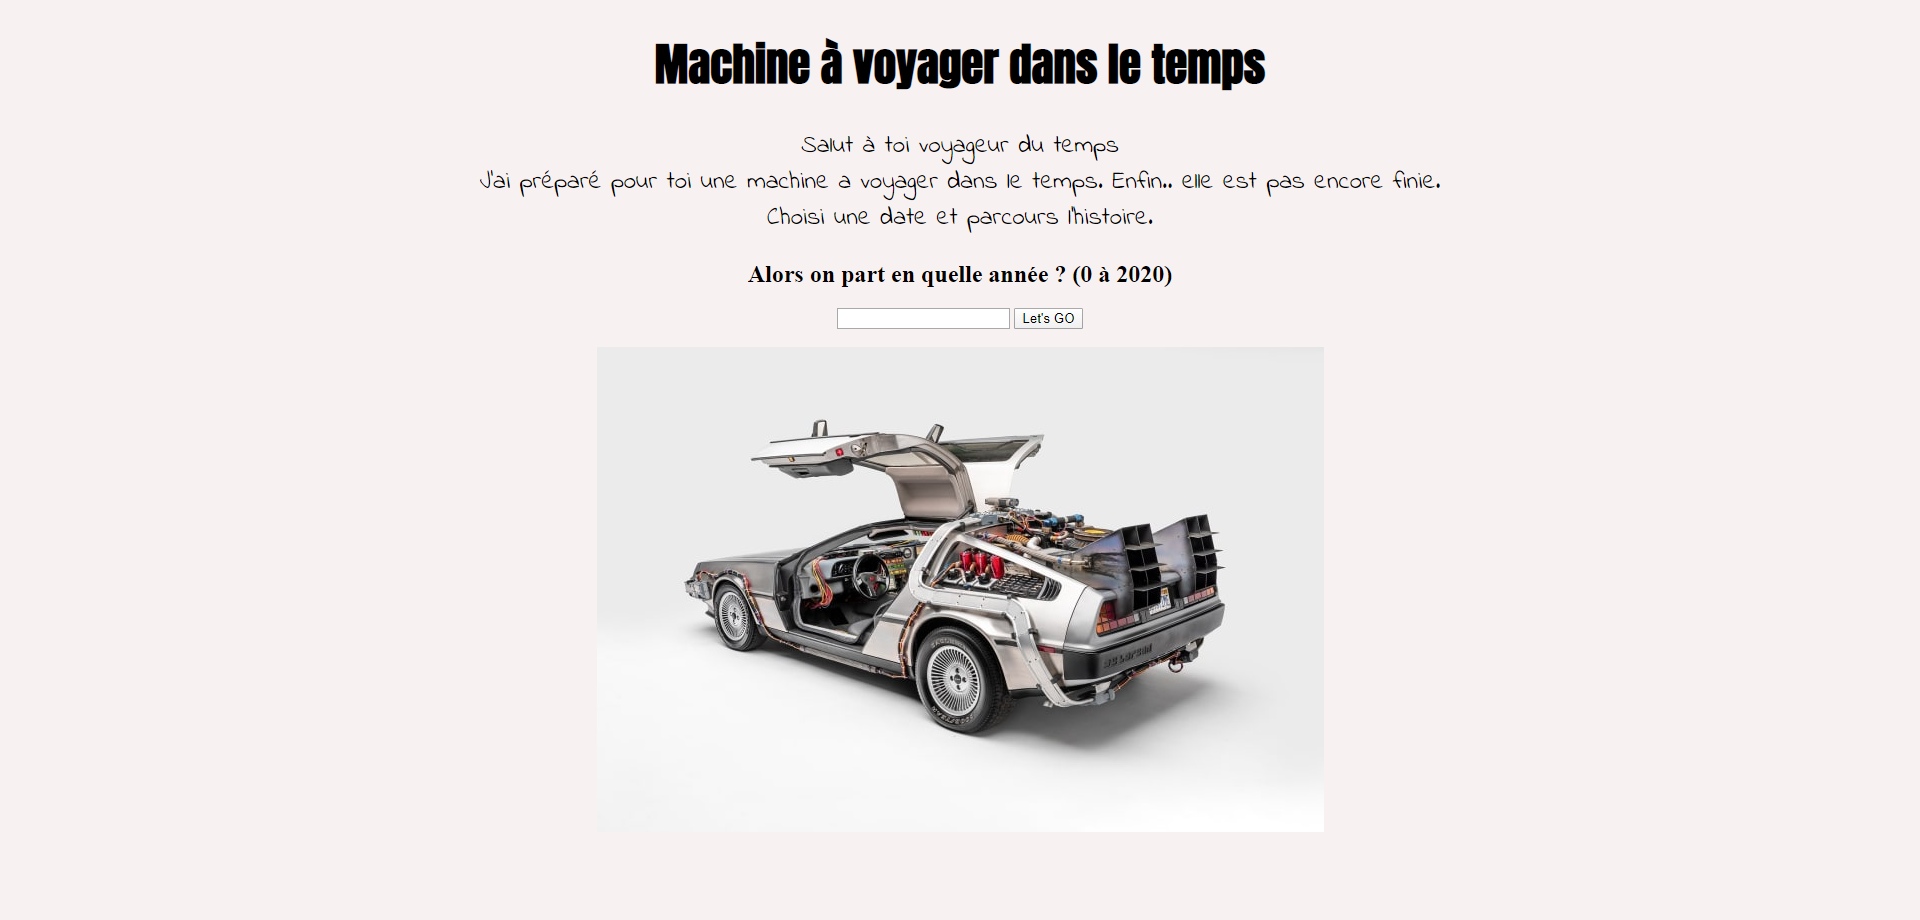 Machine à voyager dans le temps
Salut à toi voyageur du temps
J'ai préparé pour toi une machine a voyager dans le temps. Enfin.. elle est pas encore finie.
Choisi une date et parcours l'histoire.
Alors on part en quelle année ? (0 à 2020)
Let's GO